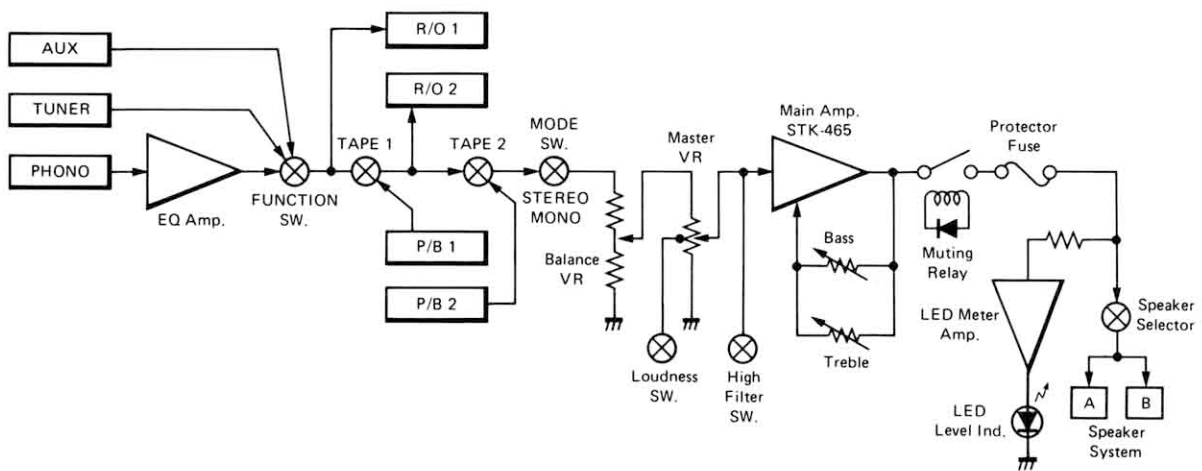 AUX
TUNER
PHONO
EQ Amp.
FUNCTION
SW.
R/O 1
R/O 2
TAPE 1
TAPE 2
P/B 1
P/B 2
MODE
SW.
STEREO
MONO
Balance
VR
Master
VR
Loudness
SW.
High
Filter
SW.
Main Amp.
STK-465
Bass
Treble
Protector
Fuse
Muting
Relay
LED Meter
Amp.
LED
Level Ind.
Speaker
Selector
A
B
Speaker
System